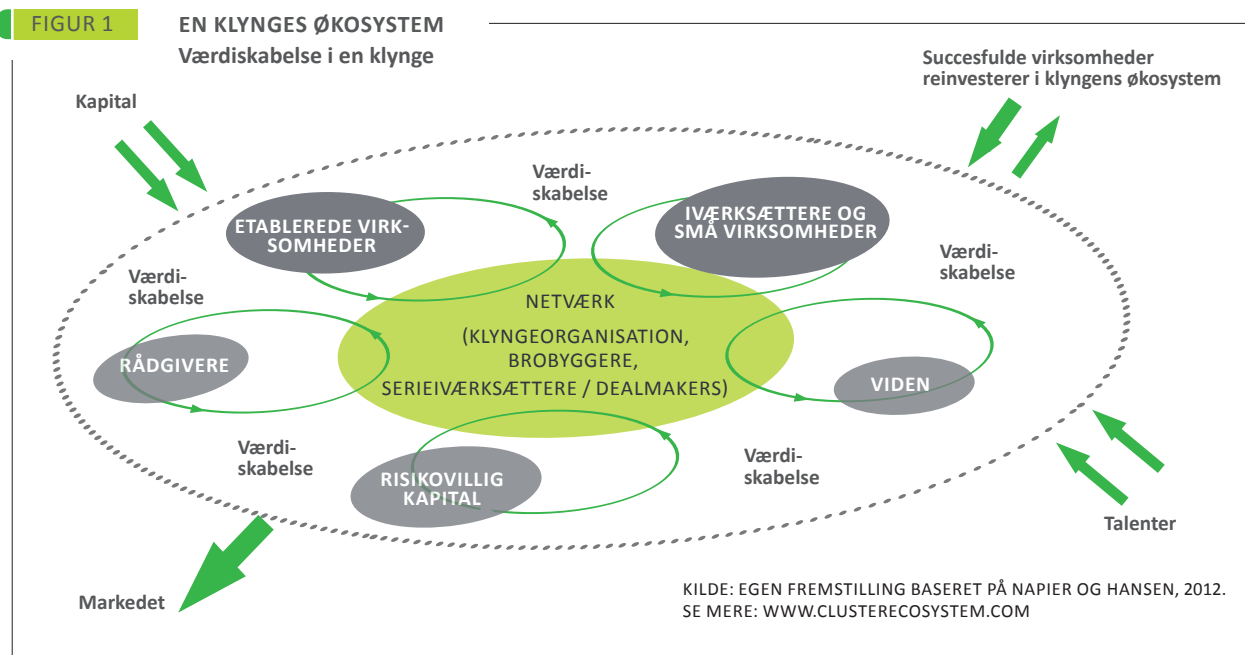 FIGUR 1
EN KLYNGES ØKOSYSTEM
Værdiskabelse i en klynge
Succesfulde virksomheder
reinvesterer i klyngens økosystem
Kapital
Værdi-
skabelse
ETABLEREDE VIRK-
SOMHEDER
IVÆRKSÆTTERE OG
SMÅ VIRKSOMHEDER
Værdi-
skabelse
Værdi-
skabelse
NETVÆRK
(KLYNGEORGANISATION,
BROBYGGERE,
SERIEIVÆRKSÆTTERE / DEALMAKERS)
RÅDGIVERE
VIDEN
Værdi-
skabelse
RISIKOVILLIG
KAPITAL
Værdi-
skabelse
Talenter
Markedet
KILDE: EGEN FREMSTILLING BASERET PÅ NAPIER OG HANSEN, 2012.
SE MERE: WWW.CLUSTERECOSYSTEM.COM